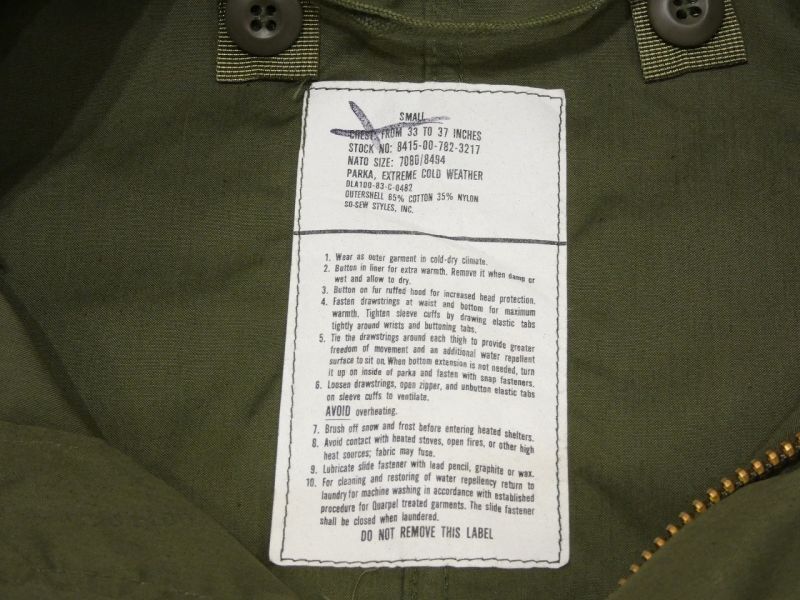 SMALL
CHEST: FROM 33 TO 37 INCHES
STOCK NO: 8415-00-782-3217
NATO SIZE: 7080/8494
PARKA, EXTREME COLD WEATHER
DLA100-83-C-0482
OUTERSHELL 65% COTTON 35% NYLON
SO-SEW STYLES, INC.
1. Wear as outer garment in cold-dry climate.
2. Button in liner for extra warmth. Remove it when damp or
wet and allow to dry.
3. Button on fur ruffed hood for increased head protection.
4. Fasten drawstrings at waist and bottom for maximum
warmth. Tighten sleeve cuffs by drawing elastic tabs
tightly around wrists and buttoning tabs.
5. Tie the drawstrings around each thigh to provide greater
freedom of movement and an additional water repellent
surface to sit on. When bottom extension is not needed, turn
it up on inside of parka and fasten with snap fasteners.
6. Loosen drawstrings, open zipper, and unbutton elastic tabs
on sleeve cuffs to ventilate.
AVOID overheating.
7. Brush off snow and frost before entering heated shelters.
8. Avoid contact with heated stoves, open fires, or other high
heat sources; fabric may fuse.
9. Lubricate slide fastener with lead pencil, graphite or wax.
10. For cleaning and restoring of water repellency return to
laundry for machine washing in accordance with established
procedure for Quarpel treated garments. The slide fastener
shall be closed when laundered.
DO NOT REMOVE THIS LABEL